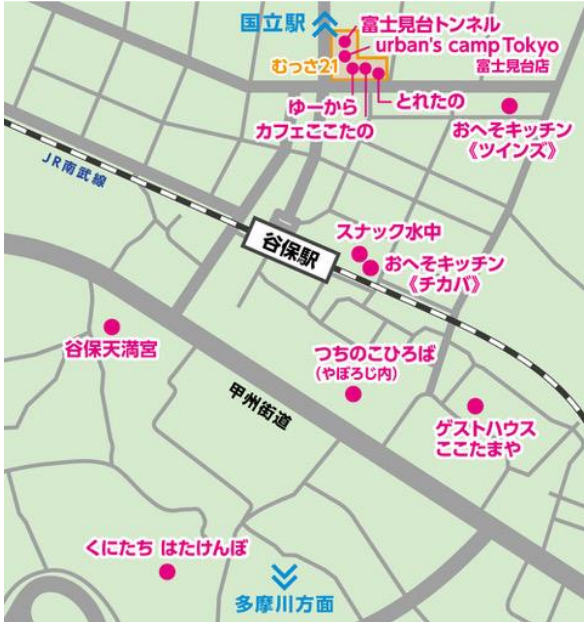 国立駅
富士見台トンネル
urban's camp Tokyo
富士見台店
むっさ21
ゆーから
とれたの
カフェここたの
おへそキッチン
《ツインズ》
JR南武線
谷保駅
スナック水中
おへそキッチン
《チカバ》
谷保天満宮
つちのこひろば
(やぼろじ内)
甲州街道
ゲストハウス
ここたまや
くにたち はたけんぼ
多摩川方面